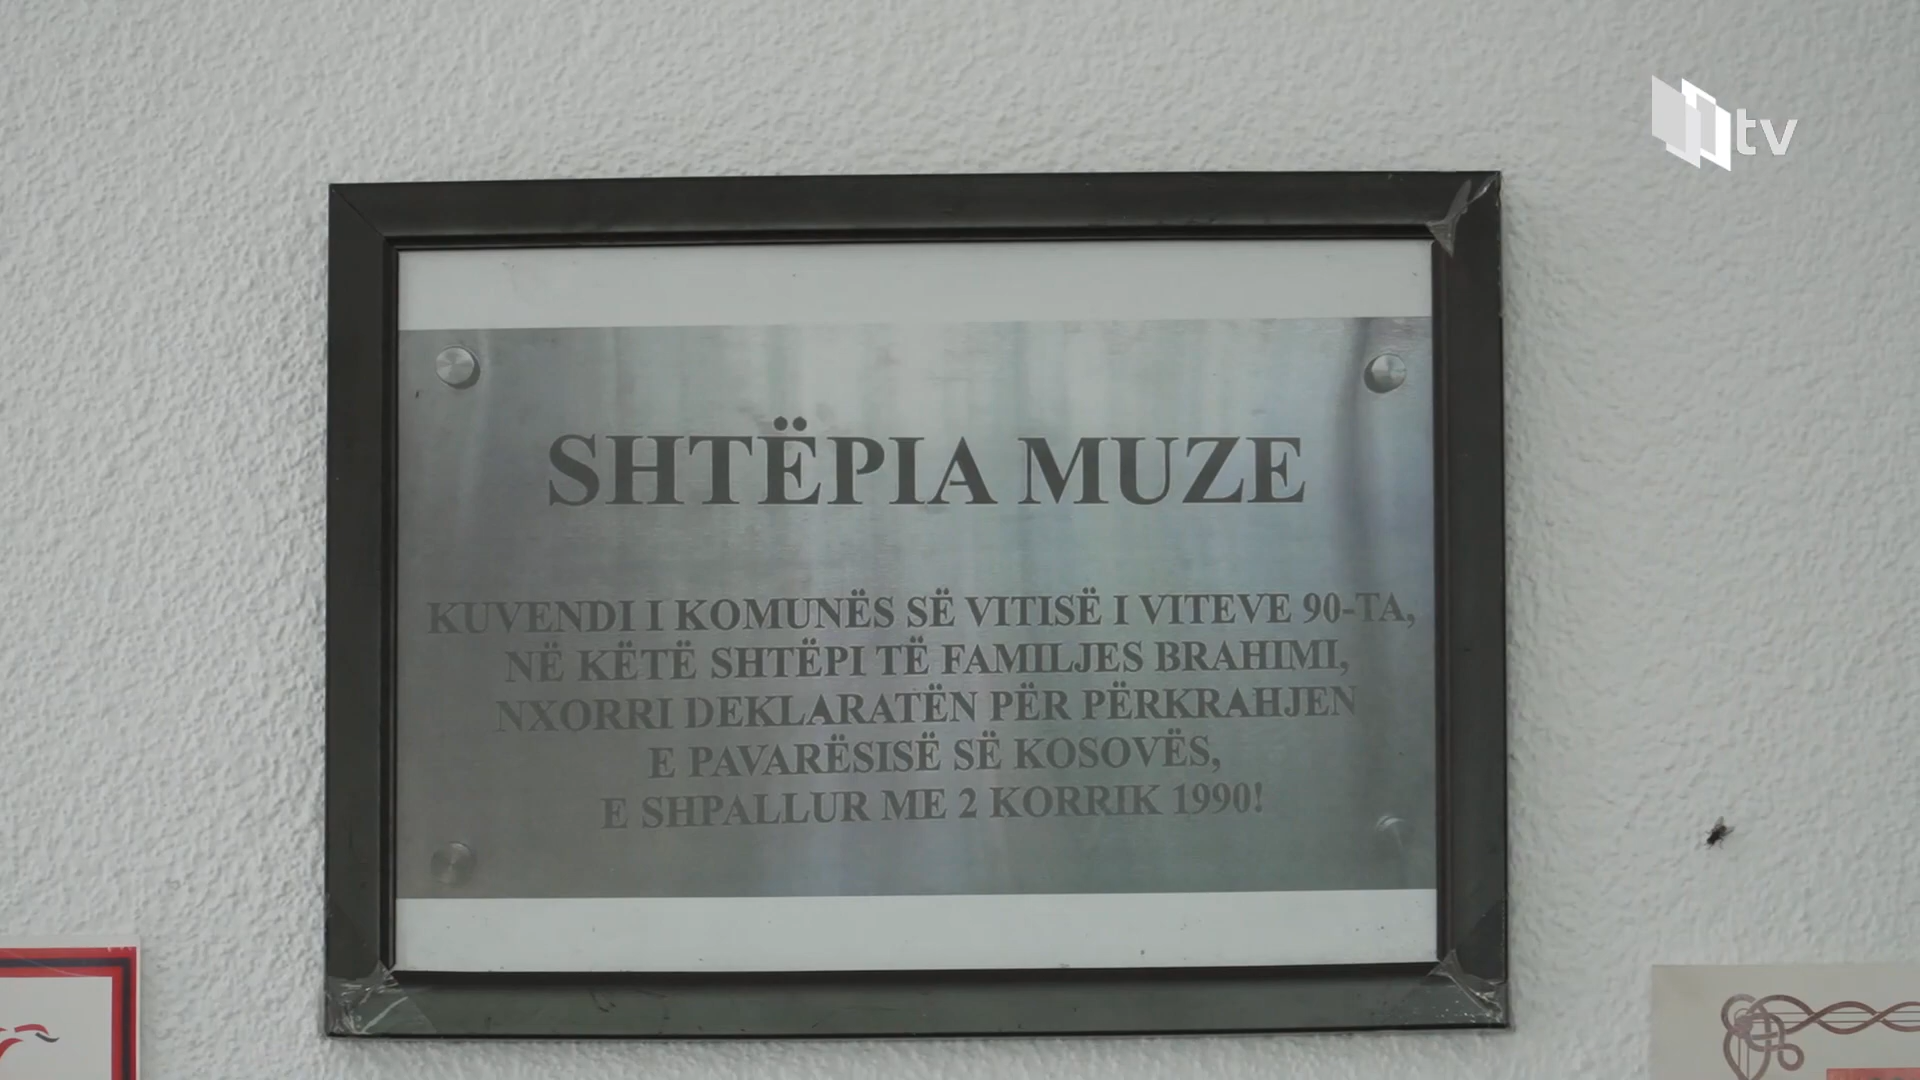 tv
SHTËPIA MUZE
KUVENDI I KOMUNËS SË VITISË I VITEVE 90-TA,
NË KËTË SHTËPI TË FAMILJES BRAHIMI,
NXORRI DEKLARATËN PËR PËRKRAHJEN
E PAVARËSISË SË KOSOVËS,
E SHPALLUR ME 2 KORRIK 1990!